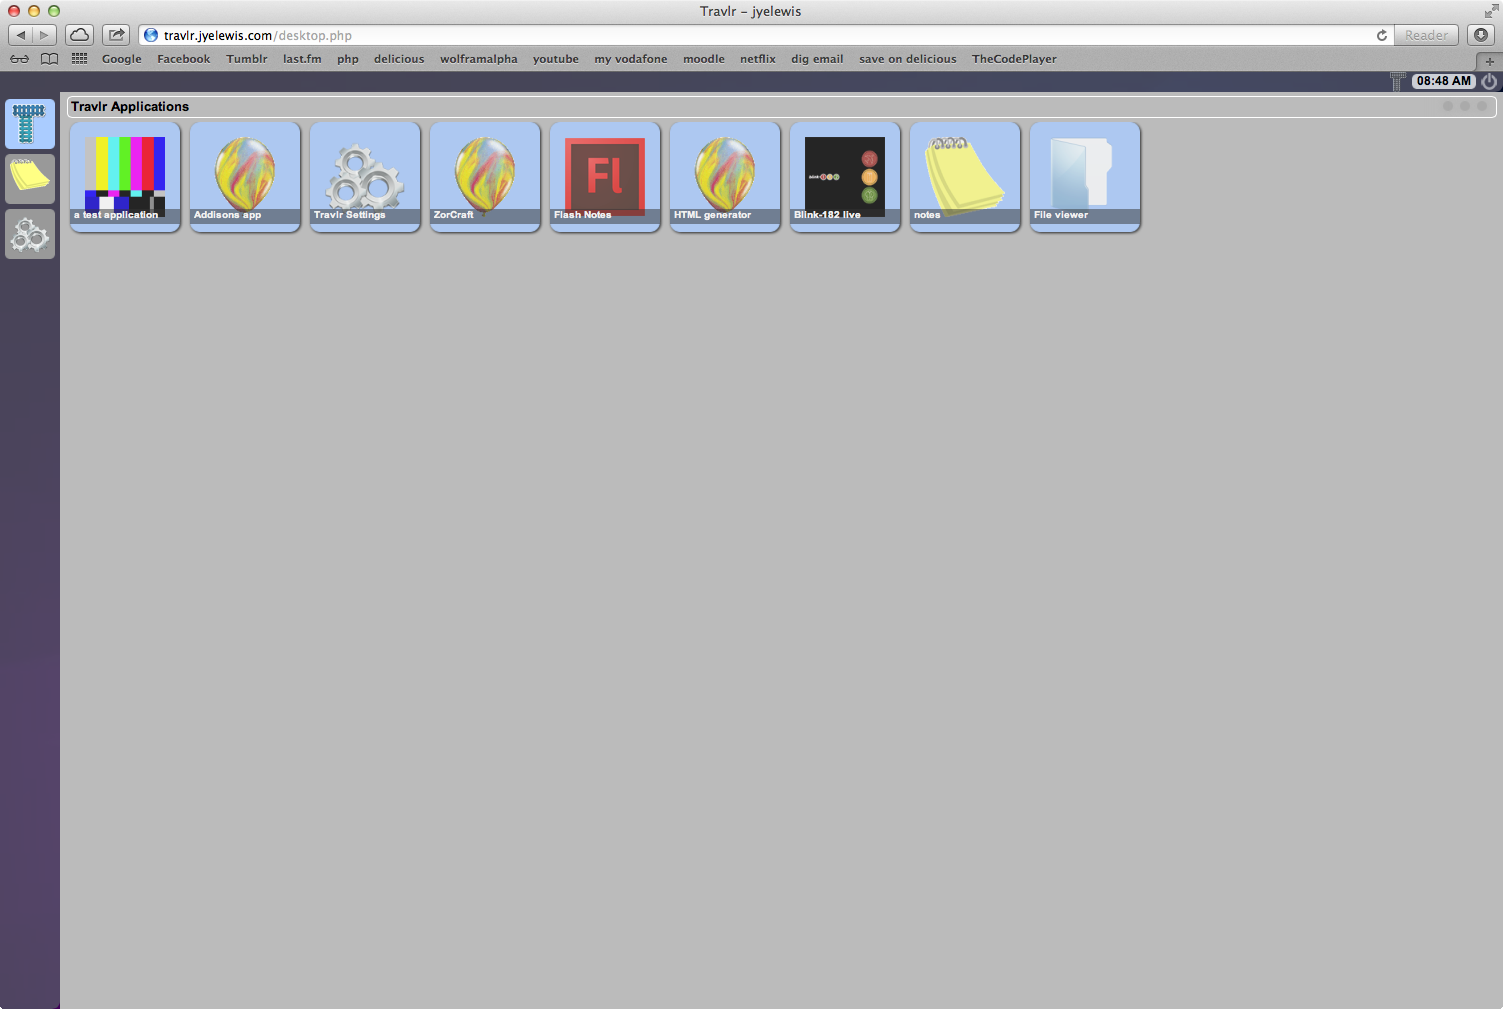 Travlr – jyelewis
travlr.jyelewis.com/desktop.php
Reader
Google Facebook Tumblr last.fm php delicious wolframalpha youtube my vodafone moodle netflix dig email save on delicious TheCodePlayer
08:48 AM
Travlr Applications
T
Fl
a test application
Addisons app
Travlr Settings
ZorCraft
Flash Notes
HTML generator
Blink-182 live
notes
File viewer